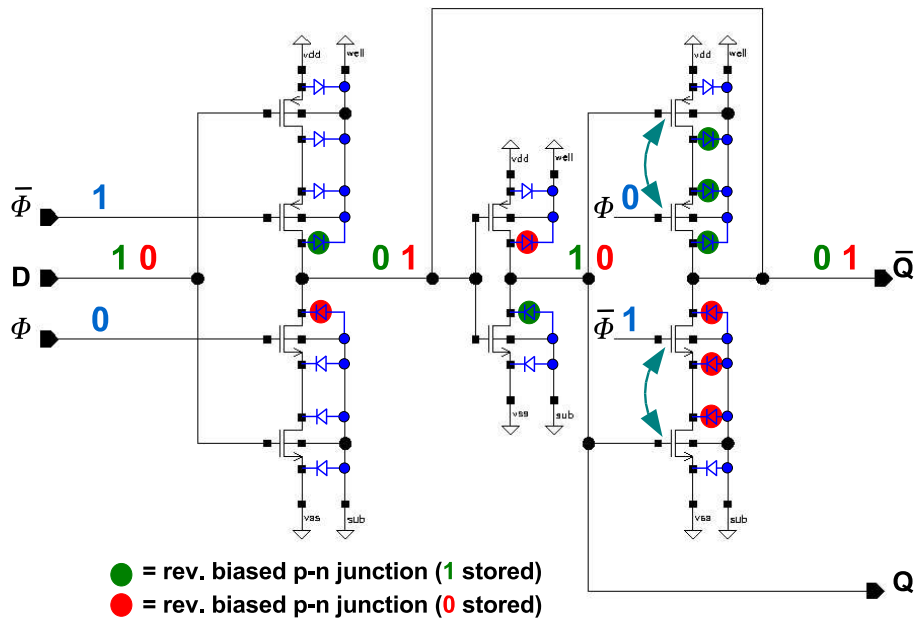 vdd well
vdd well
vdd well
Φ̅ 1
Φ 0
D 1 0
0 1
1 0
0 1
Q̅
Φ 0
Φ̅ 1
vss sub
vss sub
vss sub
= rev. biased p-n junction (1 stored)
= rev. biased p-n junction (0 stored)
Q